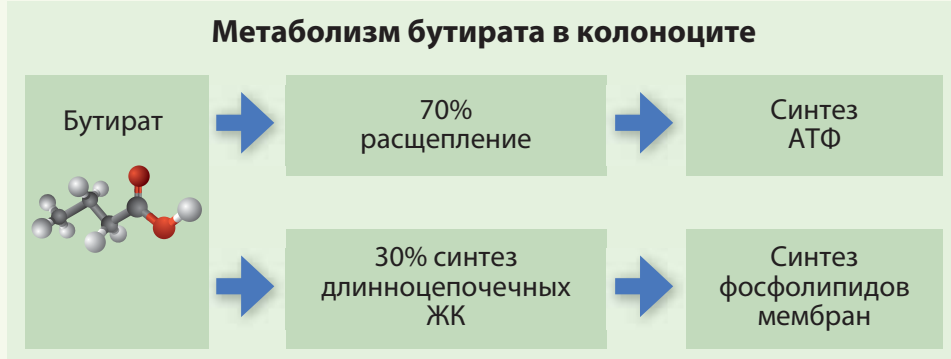 Метаболизм бутирата в колоноците
Бутират
70%
расщепление
Синтез
АТФ
30% синтез
длинноцепочечных
ЖК
Синтез
фосфолипидов
мембран